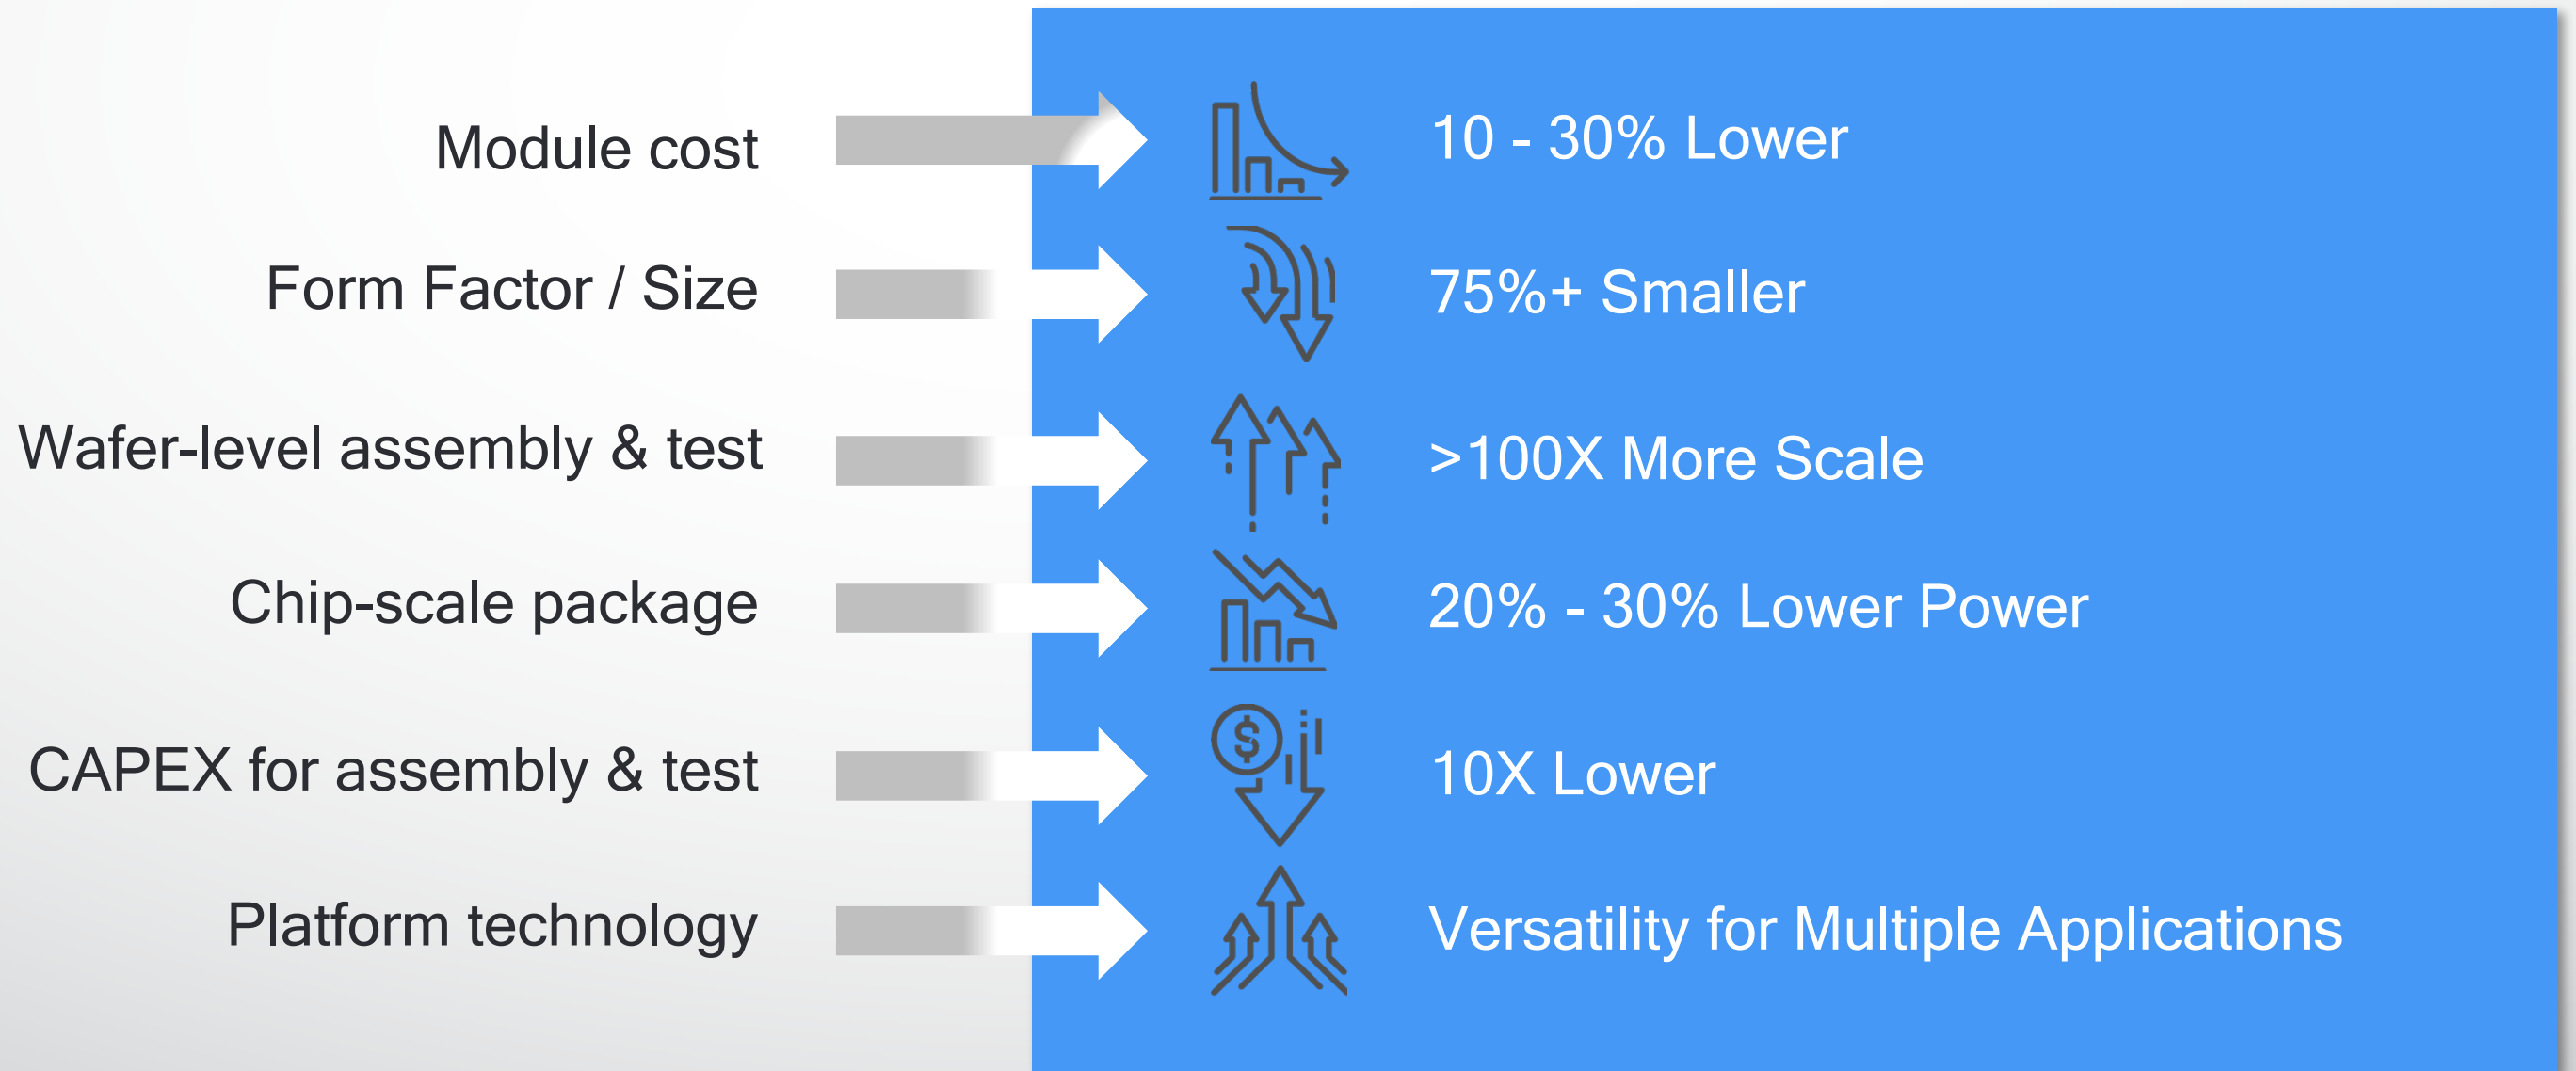 Module cost
10 - 30% Lower
Form Factor / Size
75%+ Smaller
Wafer-level assembly & test
>100X More Scale
Chip-scale package
20% - 30% Lower Power
CAPEX for assembly & test
$
10X Lower
Platform technology
Versatility for Multiple Applications